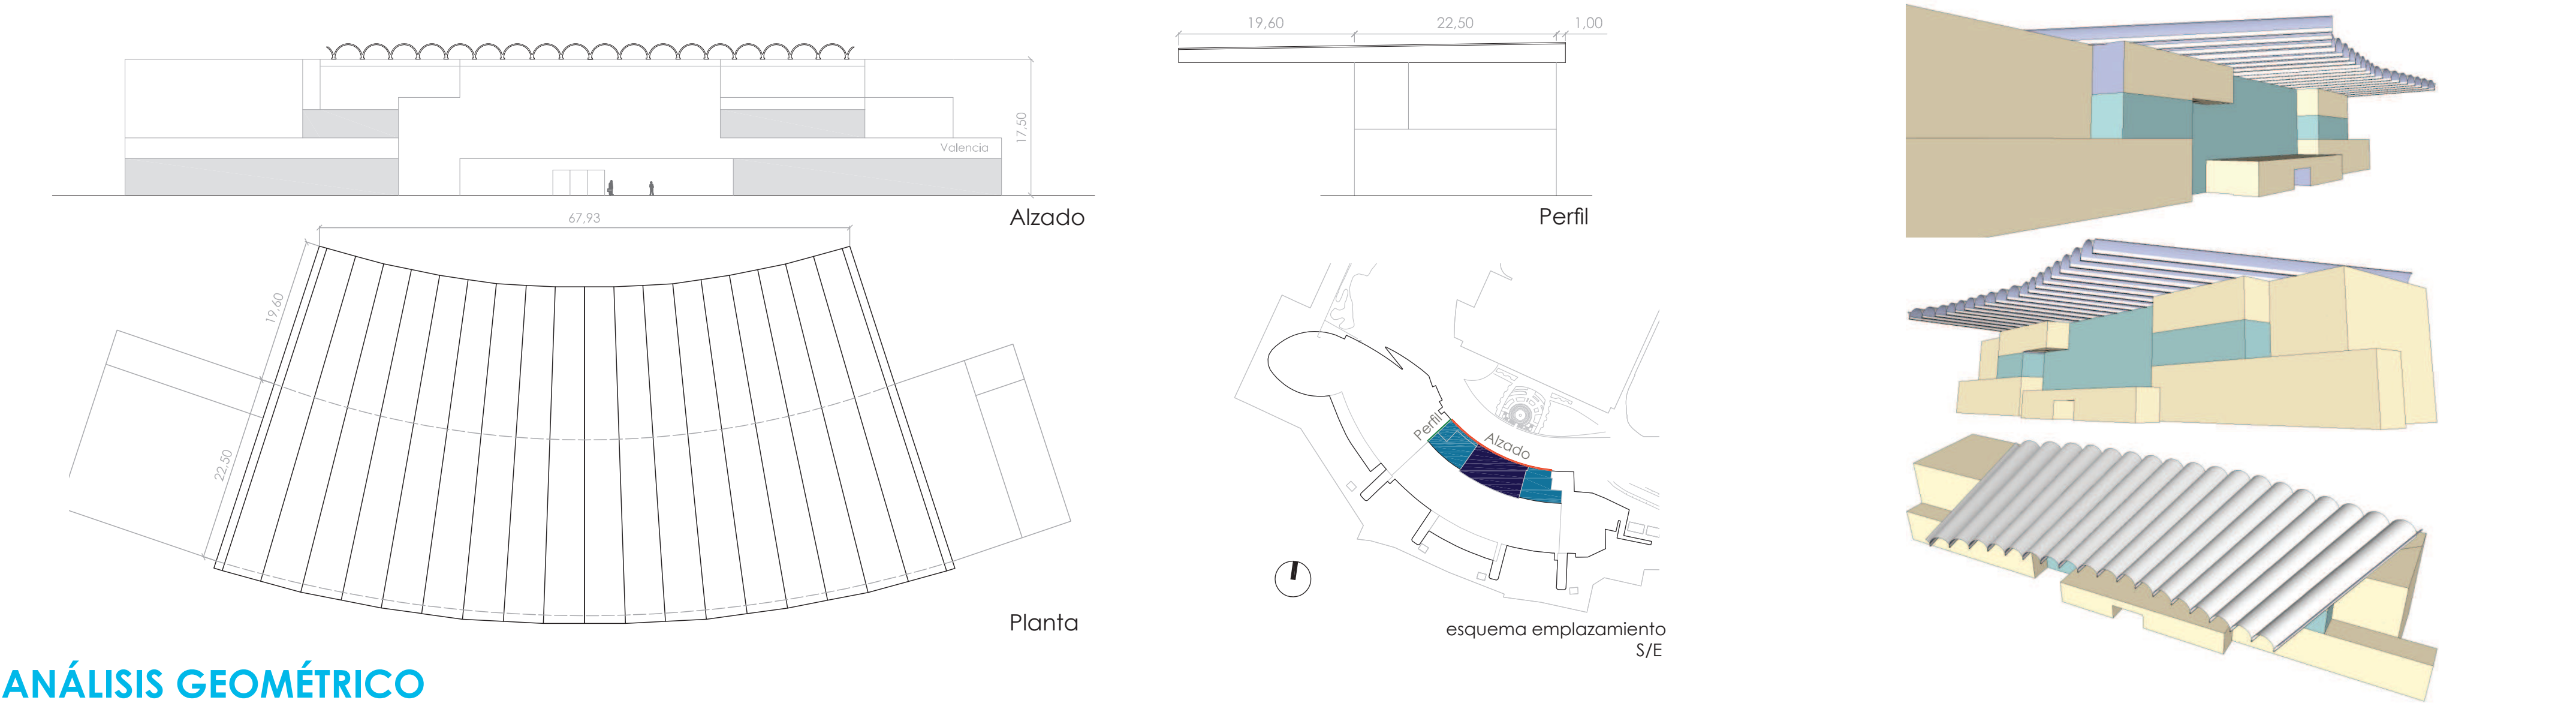 Valencia
17,50
Alzado
67,93
19,60
22,50
Planta
19,60
22,50
1,00
Perfil
Perfil
Alzado
esquema emplazamiento
S/E
ANÁLISIS GEOMÉTRICO